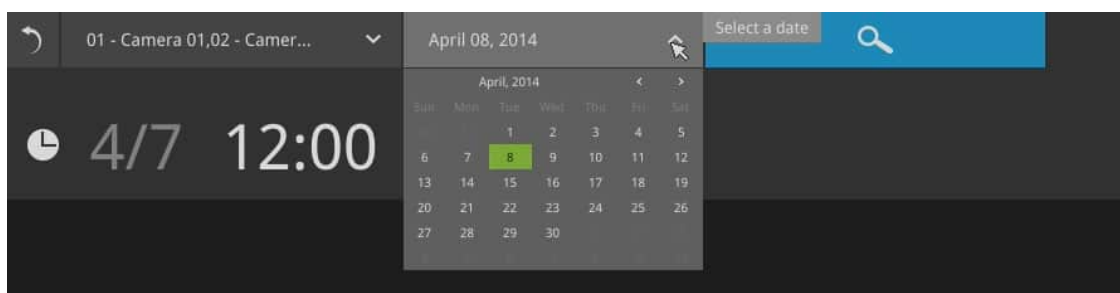 01 - Camera 01,02 - Camer...
April 08, 2014
Select a date
April, 2014
Sun Mon Tue Wed Thu Fri Sat
1 2 3 4 5
6 7 8 9 10 11 12
13 14 15 16 17 18 19
20 21 22 23 24 25 26
27 28 29 30
4/7 12:00